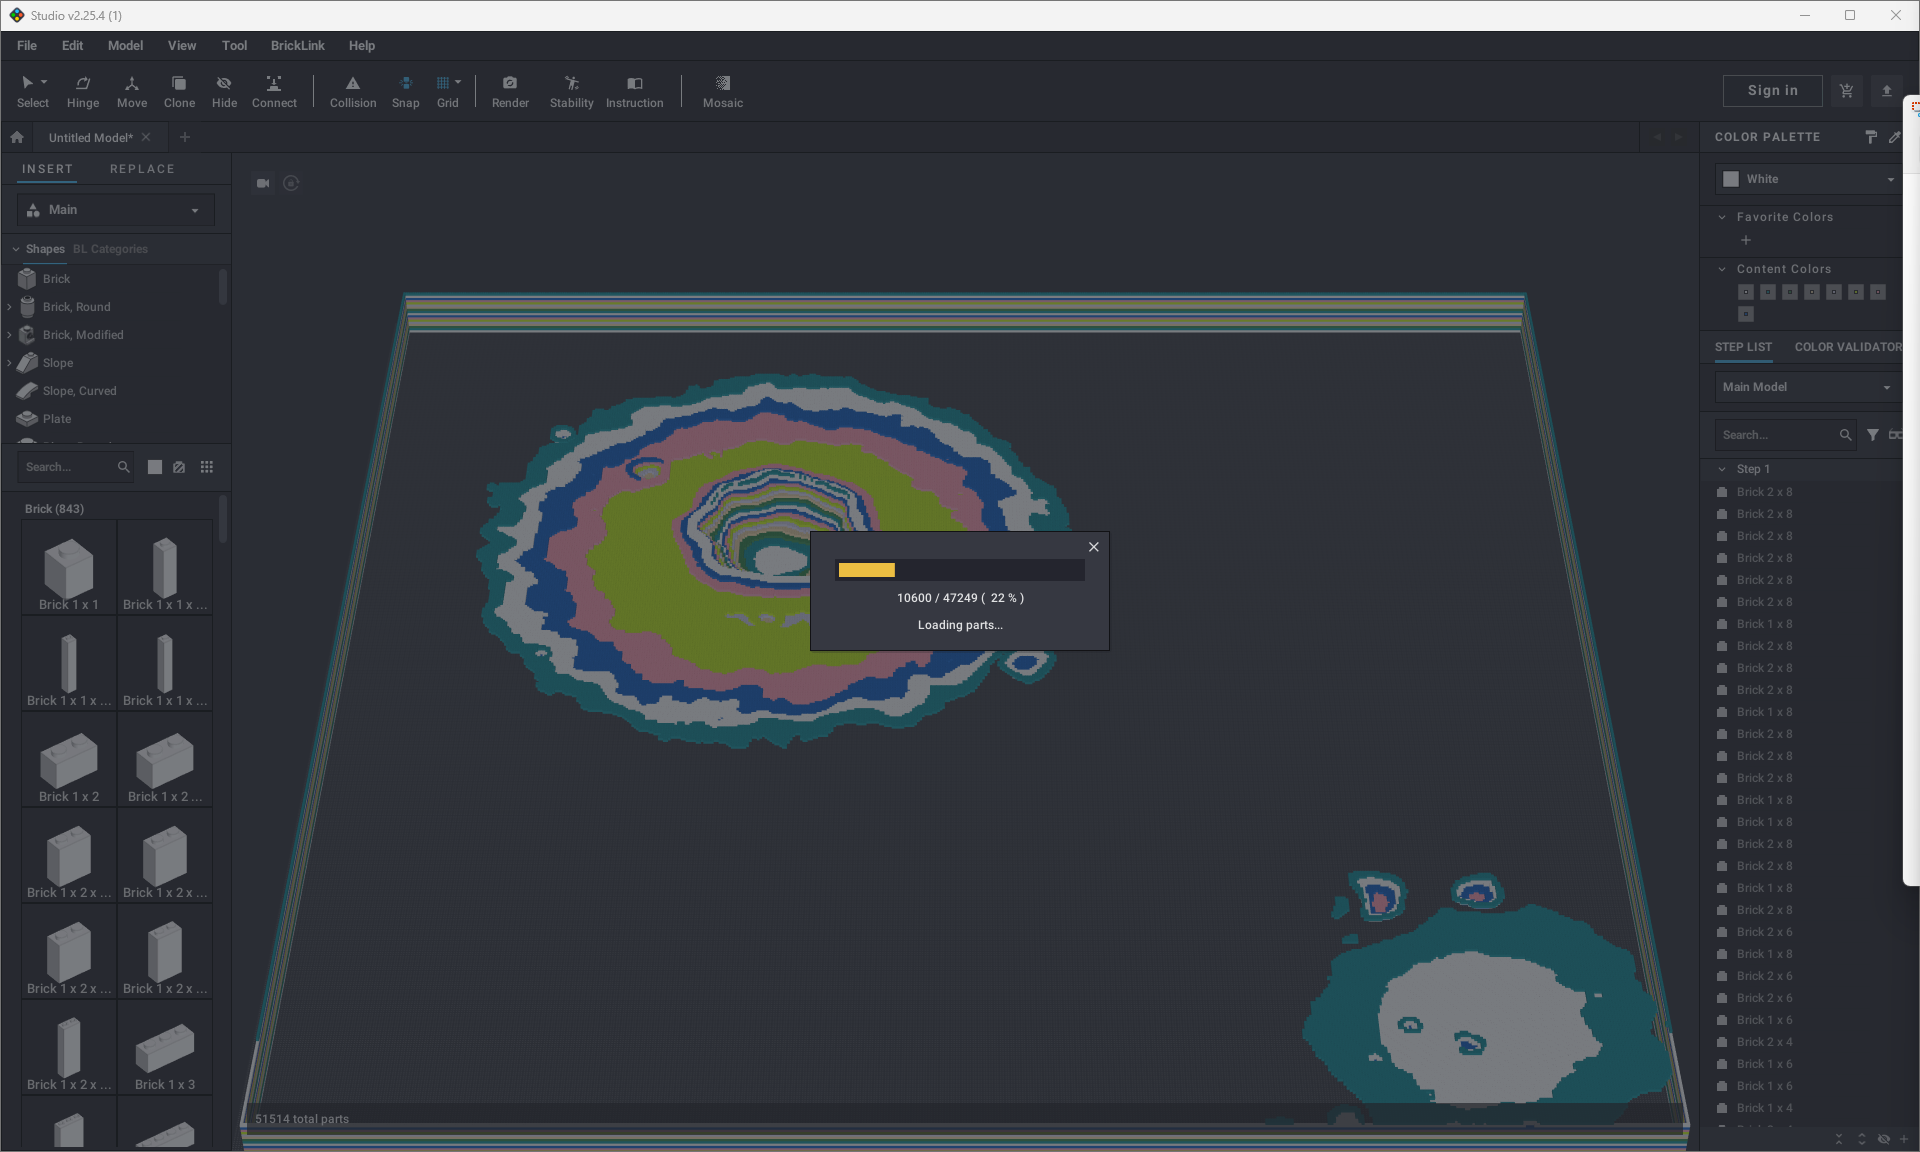 Studio v2.25.4 (1)
File Edit Model View Tool BrickLink Help
Select Hinge Move Clone Hide Connect Collision Snap Grid Render Stability Instruction Mosaic
Sign in
Untitled Model*
INSERT REPLACE
Main
Shapes BL Categories
Brick
Brick, Round
Brick, Modified
Slope
Slope, Curved
Plate
Search...
Brick (843)
Brick 1 x 1
Brick 1 x 1 x ...
Brick 1 x 1 x ...
Brick 1 x 1 x ...
Brick 1 x 2
Brick 1 x 2 ...
Brick 1 x 2 x ...
Brick 1 x 2 x ...
Brick 1 x 2 x ...
Brick 1 x 2 x ...
Brick 1 x 2 x ...
Brick 1 x 3
10600 / 47249 ( 22 % )
Loading parts...
51514 total parts
COLOR PALETTE
White
Favorite Colors
Content Colors
STEP LIST COLOR VALIDATOR
Main Model
Search...
Step 1
Brick 2 x 8
Brick 2 x 8
Brick 2 x 8
Brick 2 x 8
Brick 2 x 8
Brick 2 x 8
Brick 1 x 8
Brick 2 x 8
Brick 2 x 8
Brick 2 x 8
Brick 1 x 8
Brick 2 x 8
Brick 2 x 8
Brick 2 x 8
Brick 1 x 8
Brick 1 x 8
Brick 2 x 8
Brick 2 x 8
Brick 1 x 8
Brick 2 x 8
Brick 2 x 6
Brick 1 x 8
Brick 2 x 6
Brick 2 x 6
Brick 1 x 6
Brick 2 x 4
Brick 1 x 6
Brick 1 x 6
Brick 1 x 4